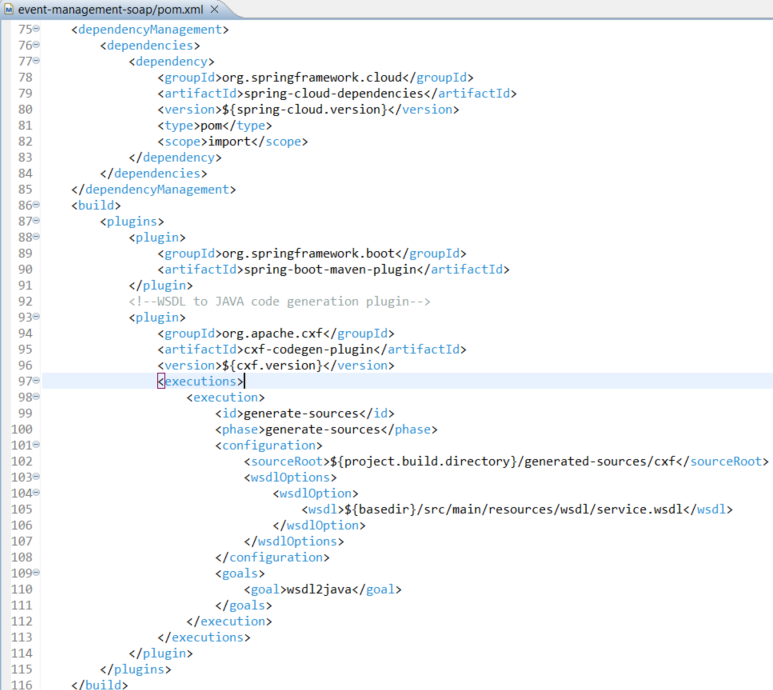 event-management-soap/pom.xml
75 <dependencyManagement>
76 <dependencies>
77 <dependency>
78 <groupId>org.springframework.cloud</groupId>
79 <artifactId>spring-cloud-dependencies</artifactId>
80 <version>${spring-cloud.version}</version>
81 <type>pom</type>
82 <scope>import</scope>
83 </dependency>
84 </dependencies>
85 </dependencyManagement>
86 <build>
87 <plugins>
88 <plugin>
89 <groupId>org.springframework.boot</groupId>
90 <artifactId>spring-boot-maven-plugin</artifactId>
91 </plugin>
92 <!--WSDL to JAVA code generation plugin-->
93 <plugin>
94 <groupId>org.apache.cxf</groupId>
95 <artifactId>cxf-codegen-plugin</artifactId>
96 <version>${cxf.version}</version>
97 <executions>
98 <execution>
99 <id>generate-sources</id>
100 <phase>generate-sources</phase>
101 <configuration>
102 <sourceRoot>${project.build.directory}/generated-sources/cxf</sourceRoot>
103 <wsdlOptions>
104 <wsdlOption>
105 <wsdl>${basedir}/src/main/resources/wsdl/service.wsdl</wsdl>
106 </wsdlOption>
107 </wsdlOptions>
108 </configuration>
109 <goals>
110 <goal>wsdl2java</goal>
111 </goals>
112 </execution>
113 </executions>
114 </plugin>
115 </plugins>
116 </build>